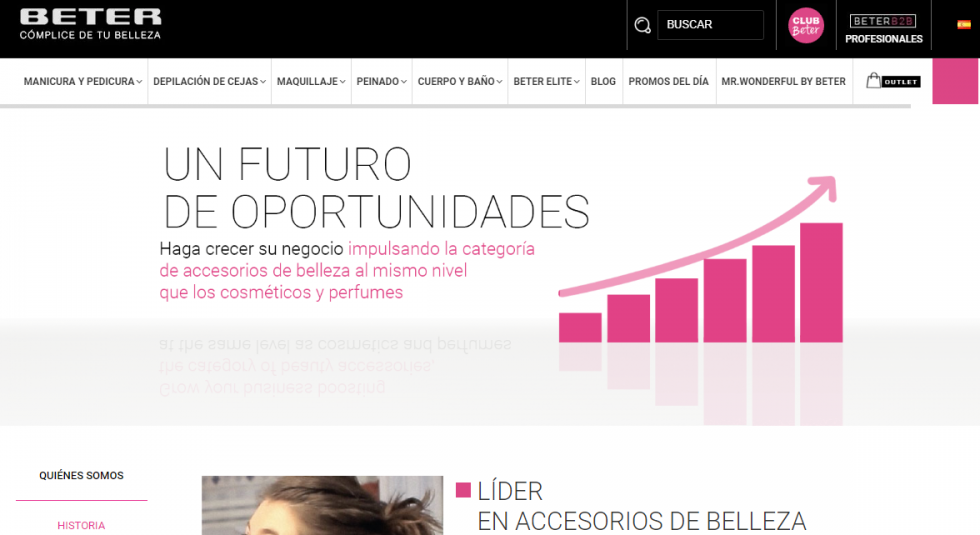 BETER
CÓMPLICE DE TU BELLEZA
BUSCAR
CLUB
Beter
BETER B2B
PROFESIONALES
MANICURA Y PEDICURA
DEPILACIÓN DE CEJAS
MAQUILLAJE
PEINADO
CUERPO Y BAÑO
BETER ELITE
BLOG
PROMOS DEL DÍA
MR.WONDERFUL BY BETER
OUTLET
UN FUTURO
DE OPORTUNIDADES
Haga crecer su negocio impulsando la categoría
de accesorios de belleza al mismo nivel
que los cosméticos y perfumes
at the same level as cosmetics and perfumes
the category of beauty accessories,
Grow your business boosting
QUIÉNES SOMOS
HISTORIA
LÍDER
EN ACCESORIOS DE BELLEZA